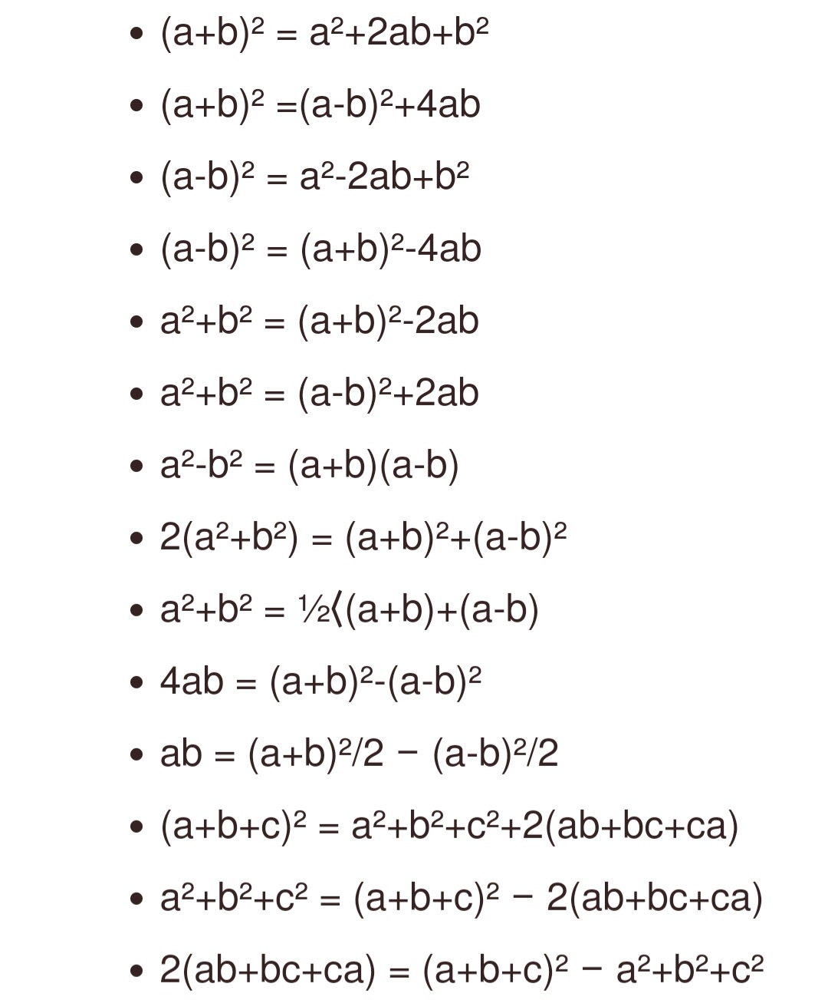 • (a+b)² = a²+2ab+b²
• (a+b)² =(a-b)²+4ab
• (a-b)² = a²-2ab+b²
• (a-b)² = (a+b)²-4ab
• a²+b² = (a+b)²-2ab
• a²+b² = (a-b)²+2ab
• a²-b² = (a+b)(a-b)
• 2(a²+b²) = (a+b)²+(a-b)²
• a²+b² = ½⟨(a+b)+(a-b)
• 4ab = (a+b)²-(a-b)²
• ab = (a+b)²/2 − (a-b)²/2
• (a+b+c)² = a²+b²+c²+2(ab+bc+ca)
• a²+b²+c² = (a+b+c)² − 2(ab+bc+ca)
• 2(ab+bc+ca) = (a+b+c)² − a²+b²+c²